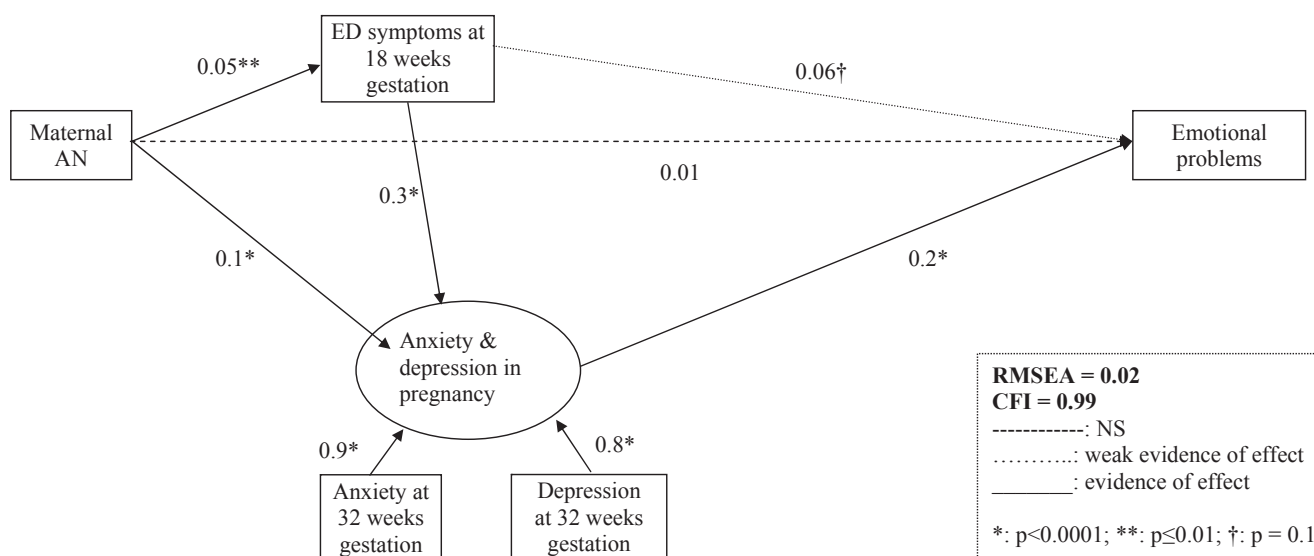 ED symptoms at
18 weeks
gestation
0.05**
0.06†
Maternal
AN
Emotional
problems
0.01
0.3*
0.1*
0.2*
Anxiety &
depression in
pregnancy
0.9*
0.8*
Anxiety at
32 weeks
gestation
Depression
at 32 weeks
gestation
RMSEA = 0.02
CFI = 0.99
------------: NS
………..: weak evidence of effect
_______: evidence of effect
*: p<0.0001; **: p≤0.01; †: p = 0.1